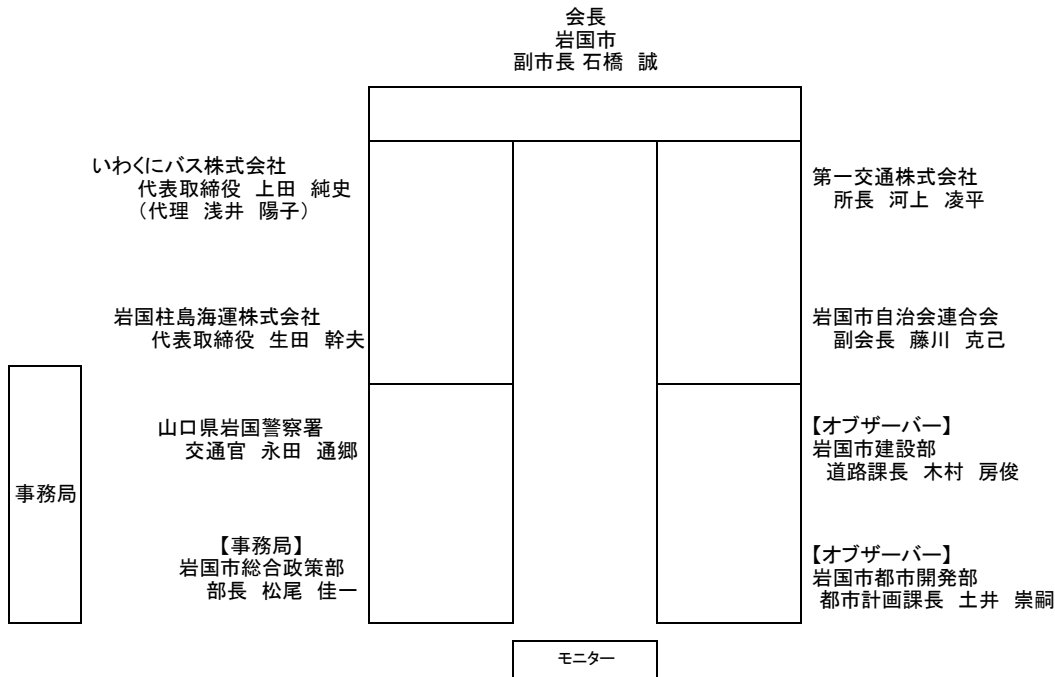 会長
岩国市
副市長 石橋 誠
いわくにバス株式会社
代表取締役 上田 純史
（代理 浅井 陽子）
岩国柱島海運株式会社
代表取締役 生田 幹夫
山口県岩国警察署
交通官 永田 通郷
【事務局】
岩国市総合政策部
部長 松尾 佳一
第一交通株式会社
所長 河上 凌平
岩国市自治会連合会
副会長 藤川 克己
【オブザーバー】
岩国市建設部
道路課長 木村 房俊
【オブザーバー】
岩国市都市開発部
都市計画課長 土井 崇嗣
事務局
モニター